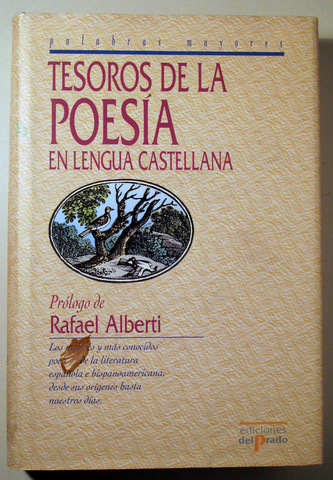 palabras mayores
TESOROS DE LA
POESÍA
EN LENGUA CASTELLANA
Prólogo de
Rafael Alberti
Los y más conocidos
de la literatura
española e hispanoamericana,
desde sus orígenes hasta
nuestros días.
ediciones
del Prado